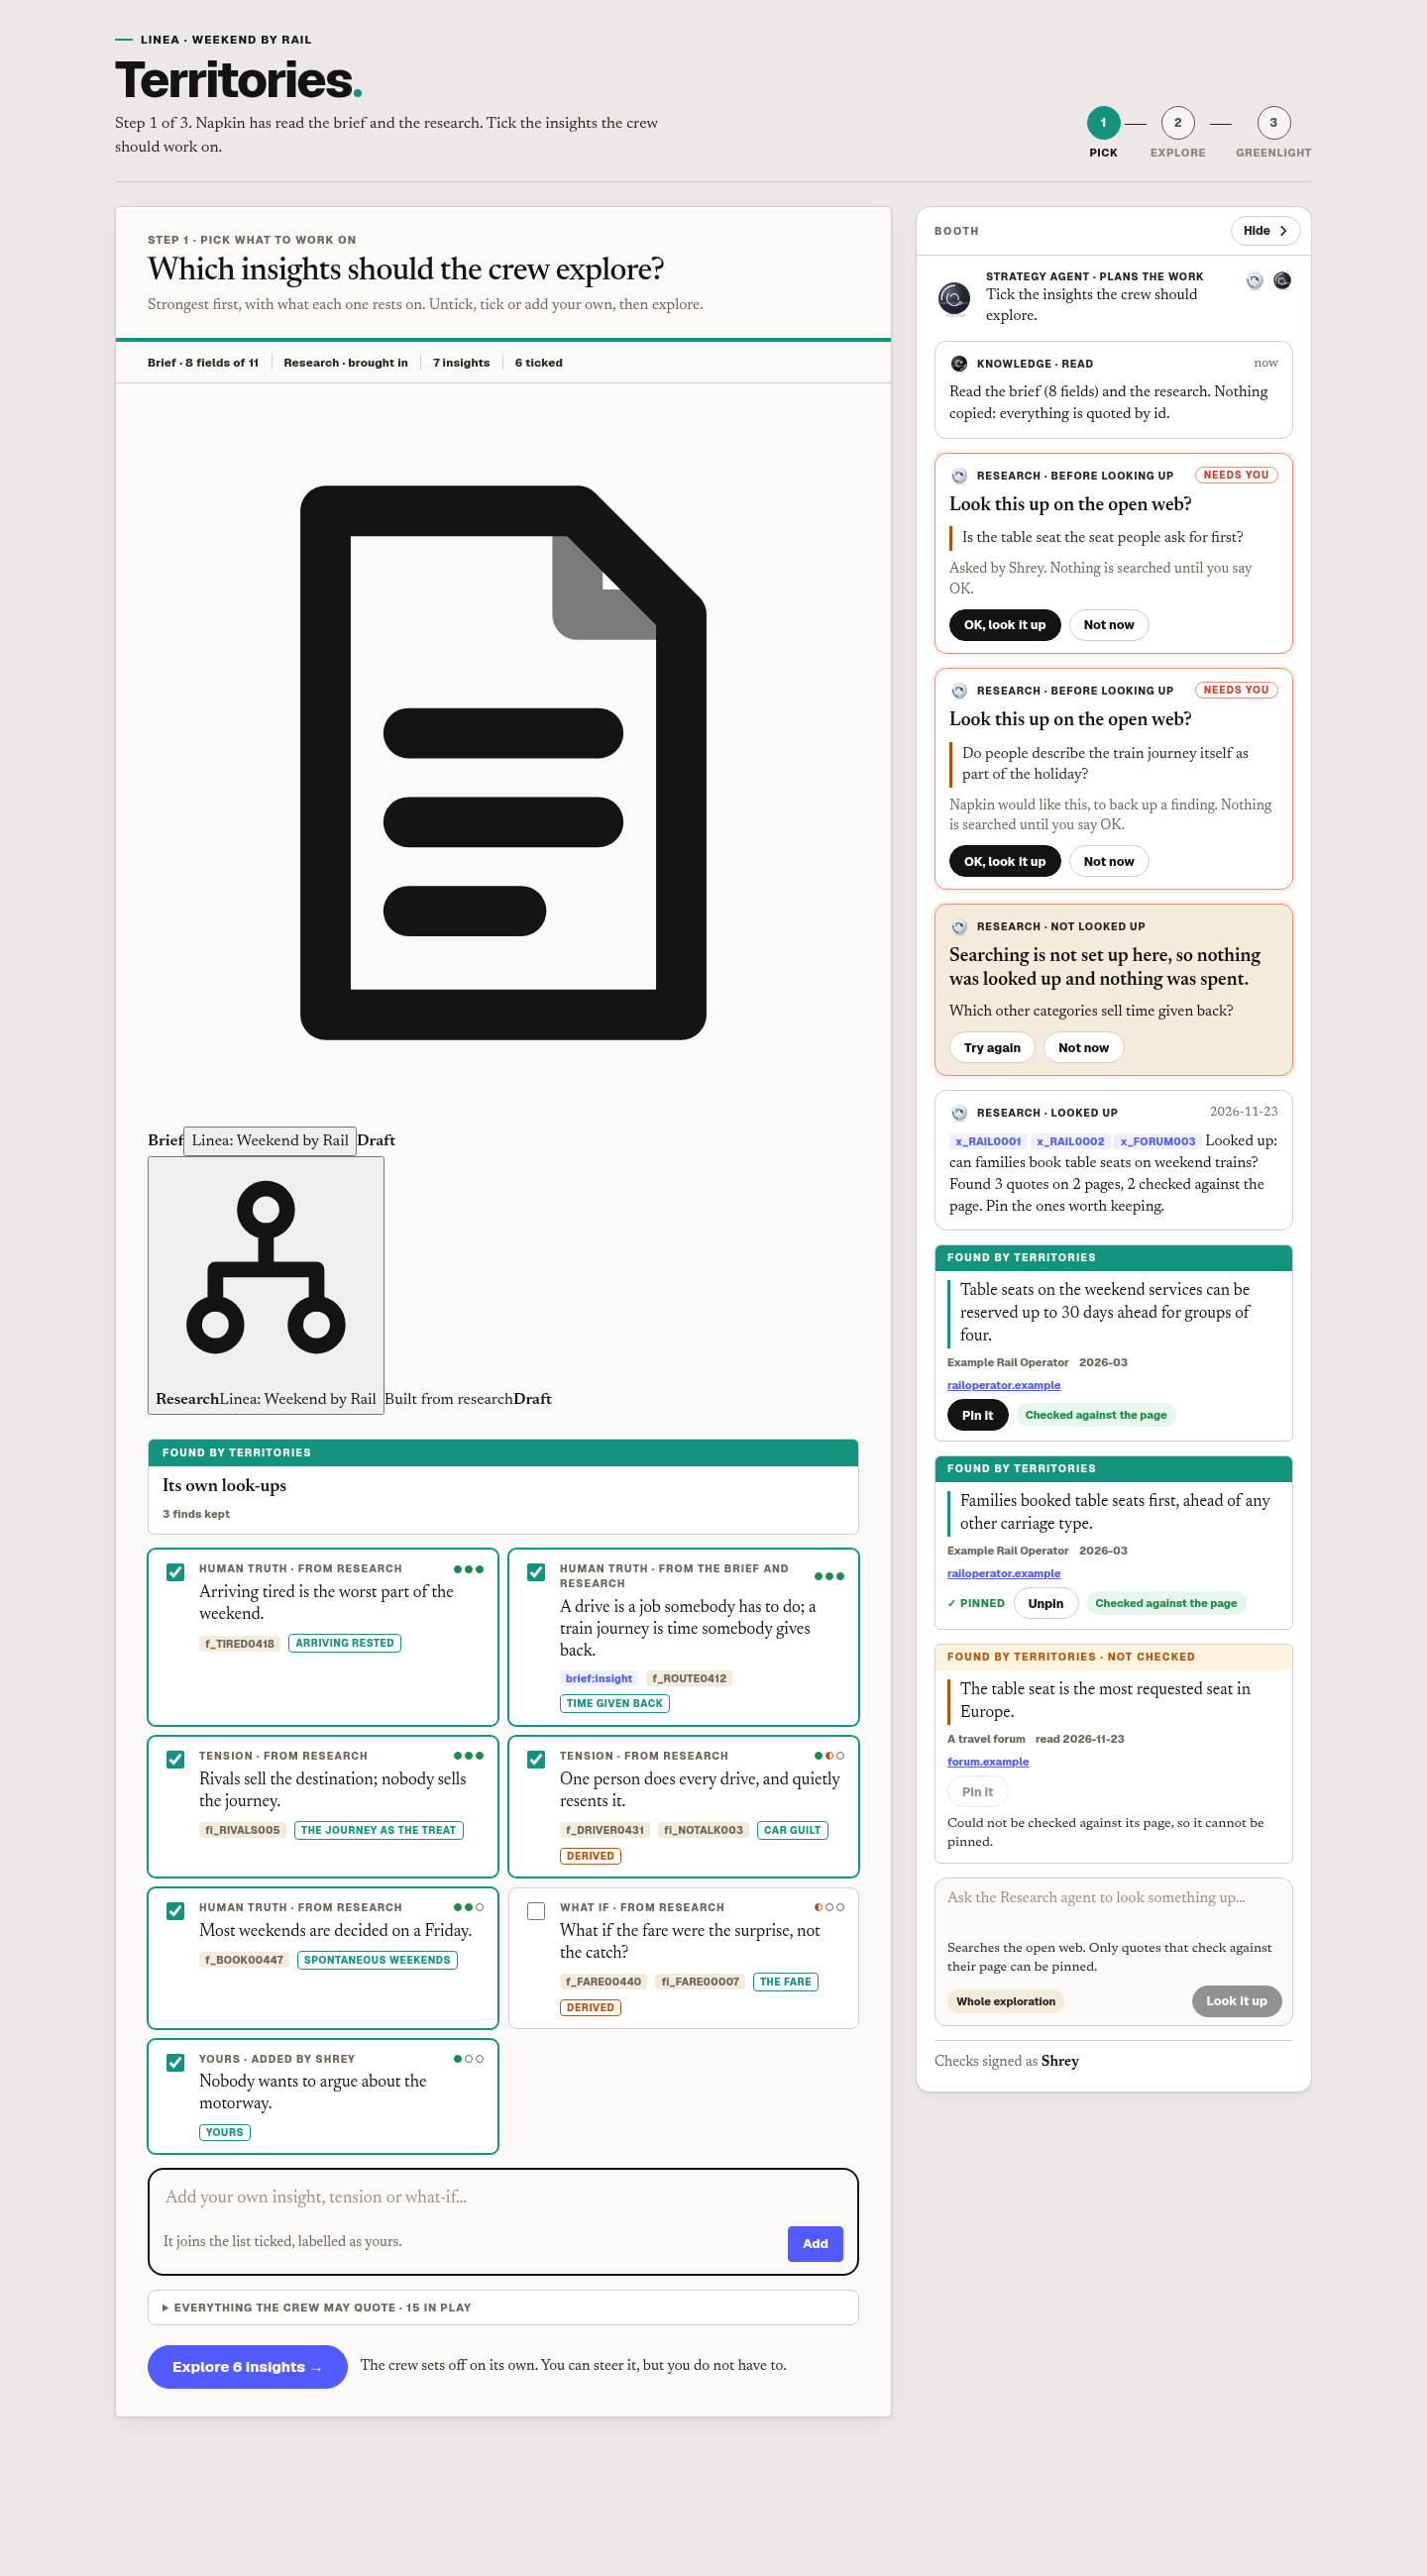 LINEA · WEEKEND BY RAIL
Territories.
Step 1 of 3. Napkin has read the brief and the research. Tick the insights the crew
should work on.
1
2
3
PICK
EXPLORE
GREENLIGHT
STEP 1 · PICK WHAT TO WORK ON
Which insights should the crew explore?
Strongest first, with what each one rests on. Untick, tick or add your own, then explore.
Brief · 8 fields of 11
Research · brought in
7 insights
6 ticked
Brief Linea: Weekend by Rail Draft
Research Linea: Weekend by Rail Built from research Draft
FOUND BY TERRITORIES
Its own look-ups
3 finds kept
HUMAN TRUTH · FROM RESEARCH
Arriving tired is the worst part of the
weekend.
f_TIRED0418 ARRIVING RESTED
HUMAN TRUTH · FROM THE BRIEF AND
RESEARCH
A drive is a job somebody has to do; a
train journey is time somebody gives
back.
brief:insight f_ROUTE0412
TIME GIVEN BACK
TENSION · FROM RESEARCH
Rivals sell the destination; nobody sells
the journey.
fi_RIVALS005 THE JOURNEY AS THE TREAT
TENSION · FROM RESEARCH
One person does every drive, and quietly
resents it.
f_DRIVER0431 fi_NOTALK003 CAR GUILT
DERIVED
HUMAN TRUTH · FROM RESEARCH
Most weekends are decided on a Friday.
f_BOOK00447 SPONTANEOUS WEEKENDS
WHAT IF · FROM RESEARCH
What if the fare were the surprise, not
the catch?
f_FARE00440 fi_FARE00007 THE FARE
DERIVED
YOURS · ADDED BY SHREY
Nobody wants to argue about the
motorway.
YOURS
Add your own insight, tension or what-if...
It joins the list ticked, labelled as yours.
Add
▸ EVERYTHING THE CREW MAY QUOTE · 15 IN PLAY
Explore 6 insights →
The crew sets off on its own. You can steer it, but you do not have to.
BOOTH
Hide
STRATEGY AGENT · PLANS THE WORK
Tick the insights the crew should
explore.
KNOWLEDGE · READ
now
Read the brief (8 fields) and the research. Nothing
copied: everything is quoted by id.
RESEARCH · BEFORE LOOKING UP
NEEDS YOU
Look this up on the open web?
Is the table seat the seat people ask for first?
Asked by Shrey. Nothing is searched until you say
OK.
OK, look it up
Not now
RESEARCH · BEFORE LOOKING UP
NEEDS YOU
Look this up on the open web?
Do people describe the train journey itself as
part of the holiday?
Napkin would like this, to back up a finding. Nothing
is searched until you say OK.
OK, look it up
Not now
RESEARCH · NOT LOOKED UP
Searching is not set up here, so nothing
was looked up and nothing was spent.
Which other categories sell time given back?
Try again
Not now
RESEARCH · LOOKED UP
2026-11-23
x_RAIL0001 x_RAIL0002 x_FORUM003 Looked up:
can families book table seats on weekend trains?
Found 3 quotes on 2 pages, 2 checked against the
page. Pin the ones worth keeping.
FOUND BY TERRITORIES
Table seats on the weekend services can be
reserved up to 30 days ahead for groups of
four.
Example Rail Operator 2026-03
railoperator.example
Pin it
Checked against the page
FOUND BY TERRITORIES
Families booked table seats first, ahead of any
other carriage type.
Example Rail Operator 2026-03
railoperator.example
✓ PINNED
Unpin
Checked against the page
FOUND BY TERRITORIES · NOT CHECKED
The table seat is the most requested seat in
Europe.
A travel forum read 2026-11-23
forum.example
Pin it
Could not be checked against its page, so it cannot be
pinned.
Ask the Research agent to look something up...
Searches the open web. Only quotes that check against
their page can be pinned.
Whole exploration
Look it up
Checks signed as Shrey